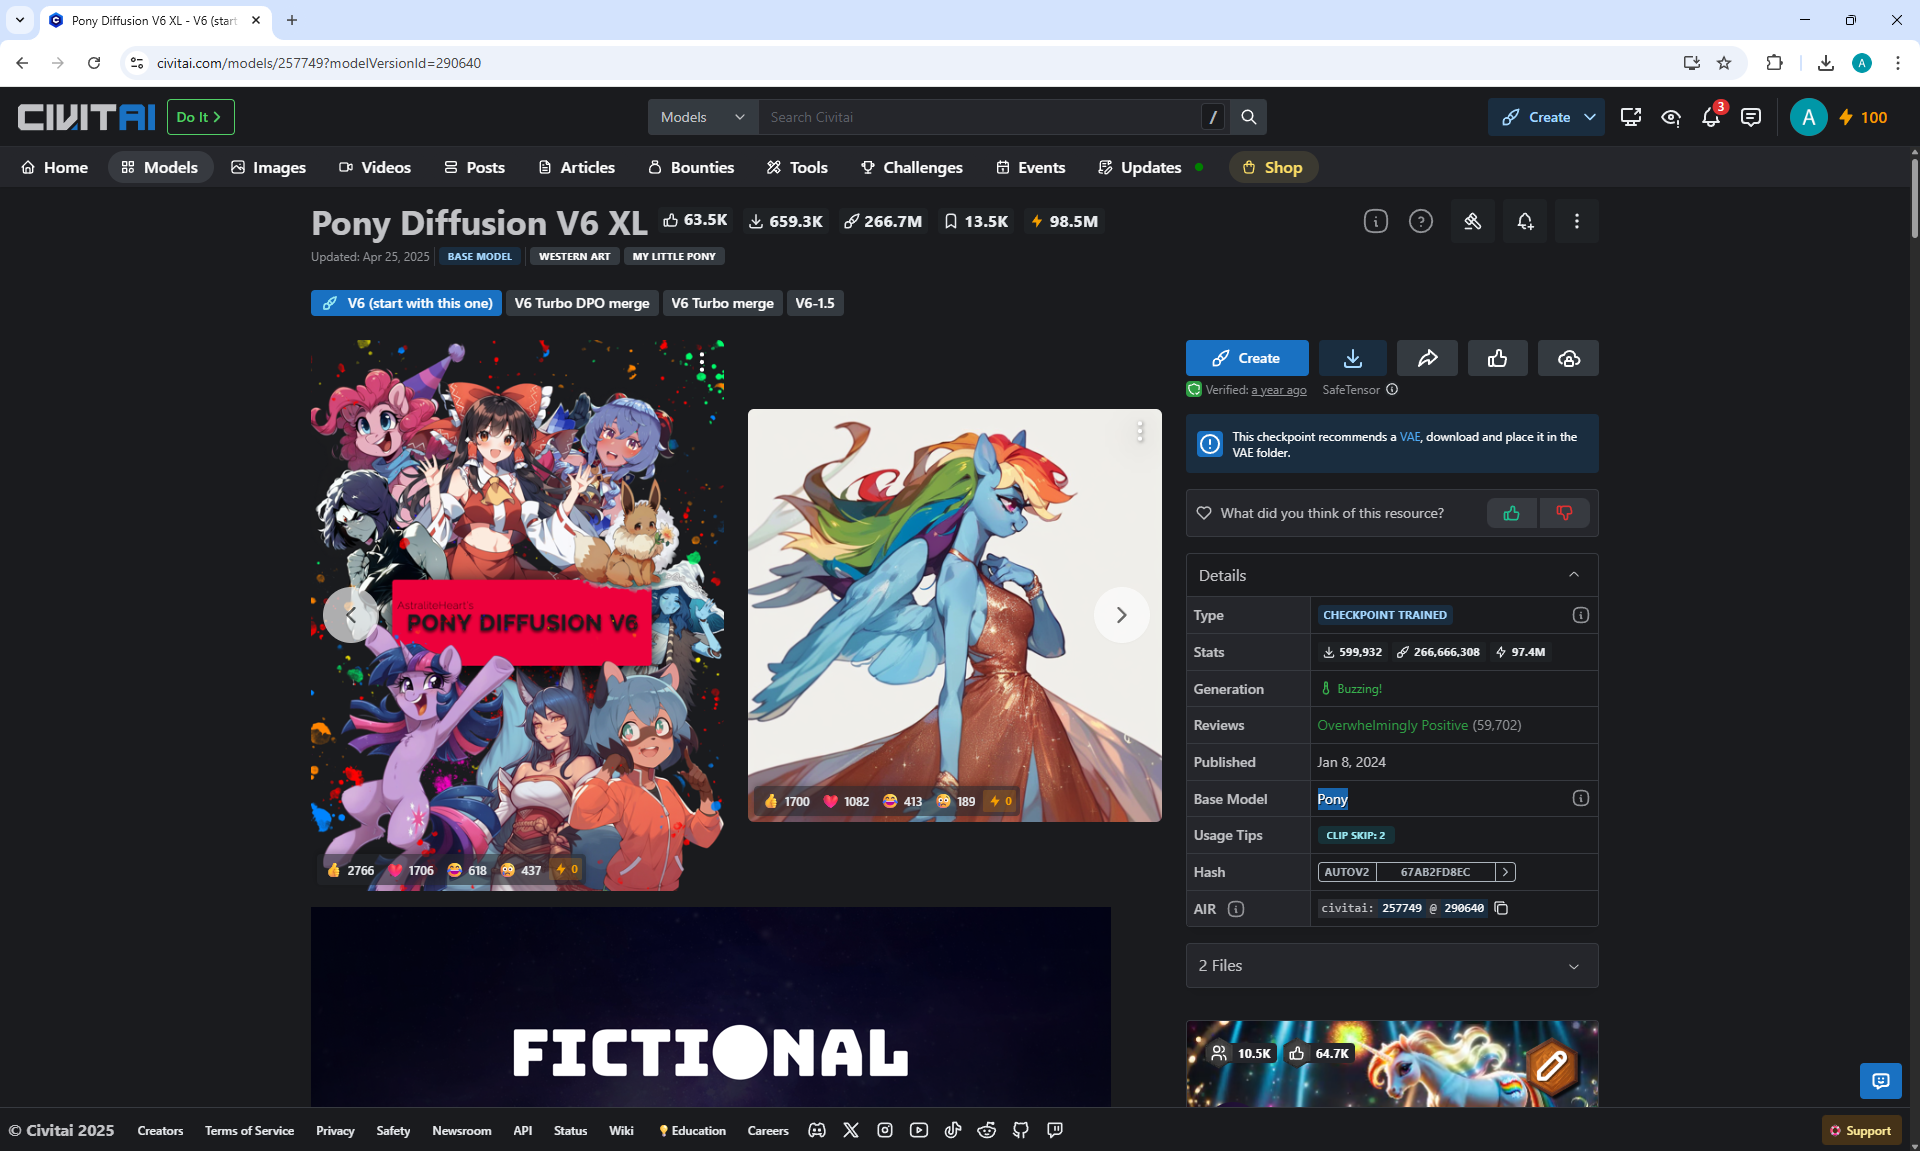 Pony Diffusion V6 XL - V6 (start
civitai.com/models/257749?modelVersionId=290640
A
CIVITAI
Do It
Models
Search Civitai
/
Create
3
A
100
Home
Models
Images
Videos
Posts
Articles
Bounties
Tools
Challenges
Events
Updates
Shop
Pony Diffusion V6 XL
63.5K
659.3K
266.7M
13.5K
98.5M
Updated: Apr 25, 2025
BASE MODEL
WESTERN ART
MY LITTLE PONY
V6 (start with this one)
V6 Turbo DPO merge
V6 Turbo merge
V6-1.5
AstraliteHeart's
PONY DIFFUSION V6
2766
1706
618
437
0
1700
1082
413
189
0
FICTIONAL
Create
Verified: a year ago
SafeTensor
This checkpoint recommends a VAE, download and place it in the
VAE folder.
What did you think of this resource?
Details
Type
CHECKPOINT TRAINED
Stats
599,932
266,666,308
97.4M
Generation
Buzzing!
Reviews
Overwhelmingly Positive (59,702)
Published
Jan 8, 2024
Base Model
Pony
Usage Tips
CLIP SKIP: 2
Hash
AUTOV2
67AB2FD8EC
AIR
civitai: 257749 @ 290640
2 Files
10.5K
64.7K
© Civitai 2025
Creators
Terms of Service
Privacy
Safety
Newsroom
API
Status
Wiki
Education
Careers
Support